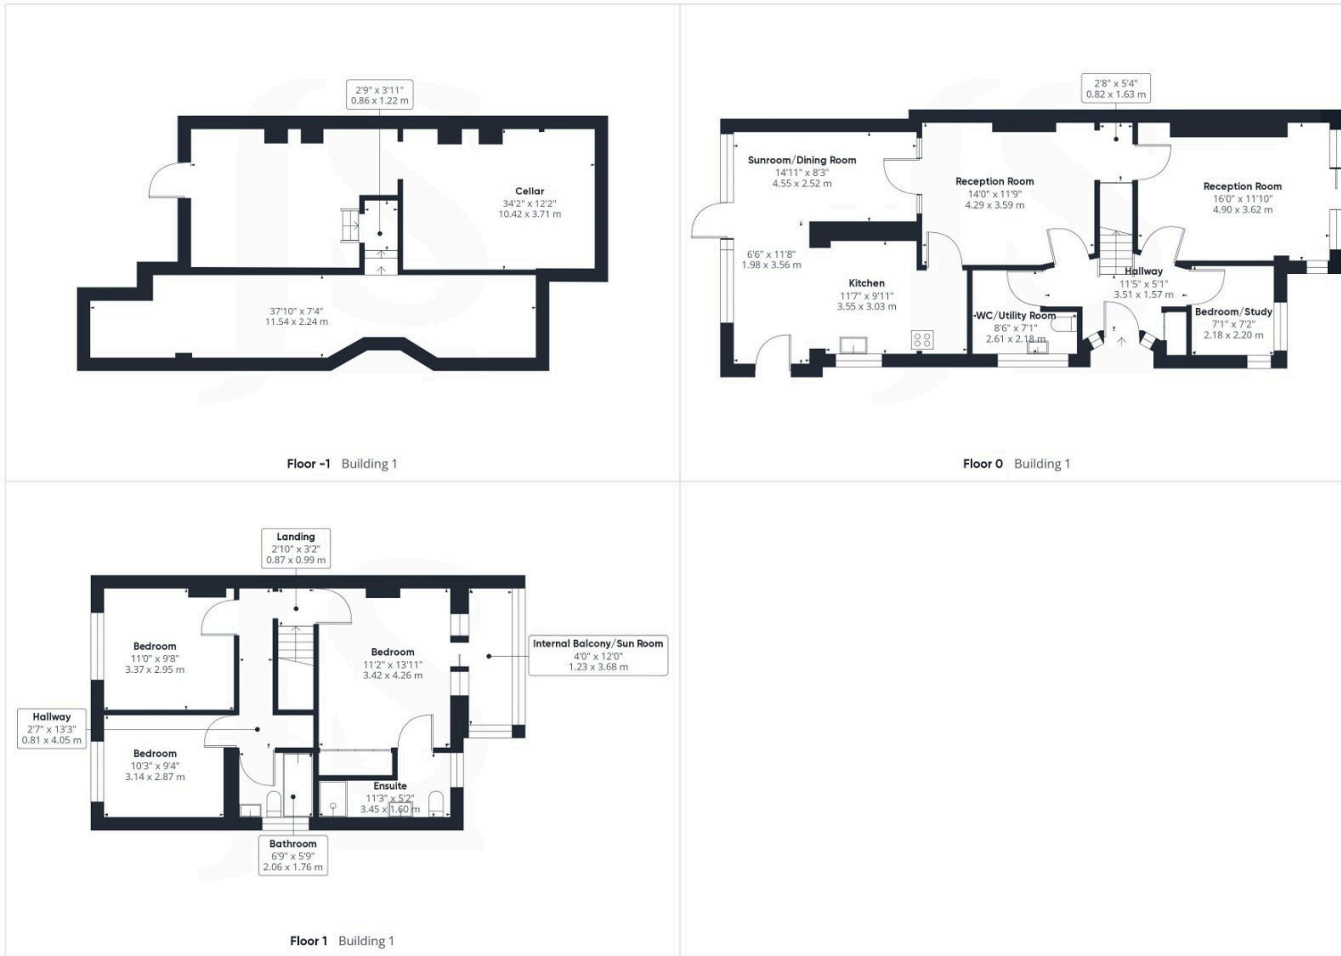 2'9" x 3'11"
0.86 x 1.22 m
Cellar
34'2" x 12'2"
10.42 x 3.71 m
37'10" x 7'4"
11.54 x 2.24 m
Floor -1 Building 1
2'8" x 5'4"
0.82 x 1.63 m
Sunroom/Dining Room
14'11" x 8'3"
4.55 x 2.52 m
Reception Room
14'0" x 11'9"
4.29 x 3.59 m
Reception Room
16'0" x 11'10"
4.90 x 3.62 m
6'6" x 11'8"
1.98 x 3.56 m
Kitchen
11'7" x 9'11"
3.55 x 3.03 m
Hallway
11'5" x 5'1"
3.51 x 1.57 m
WC/Utility Room
8'6" x 7'1"
2.61 x 2.18 m
Bedroom/Study
7'1" x 7'2"
2.18 x 2.20 m
Floor 0 Building 1
Landing
2'10" x 3'2"
0.87 x 0.99 m
Bedroom
11'0" x 9'8"
3.37 x 2.95 m
Bedroom
11'2" x 13'11"
3.42 x 4.26 m
Internal Balcony/Sun Room
4'0" x 12'0"
1.23 x 3.68 m
Hallway
2'7" x 13'3"
0.81 x 4.05 m
Bedroom
10'3" x 9'4"
3.14 x 2.87 m
Ensuite
11'3" x 5'2"
3.45 x 1.60 m
Bathroom
6'9" x 5'9"
2.06 x 1.76 m
Floor 1 Building 1